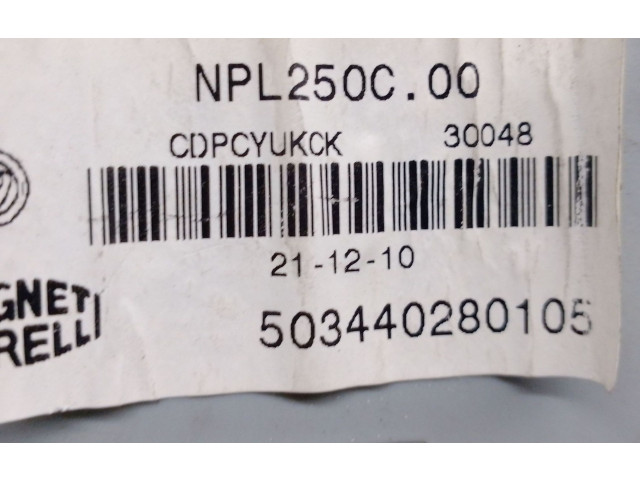 NPL250C.00
CDPCYUKCK 30048
21-12-10
GNETI
RELLI
503440280105